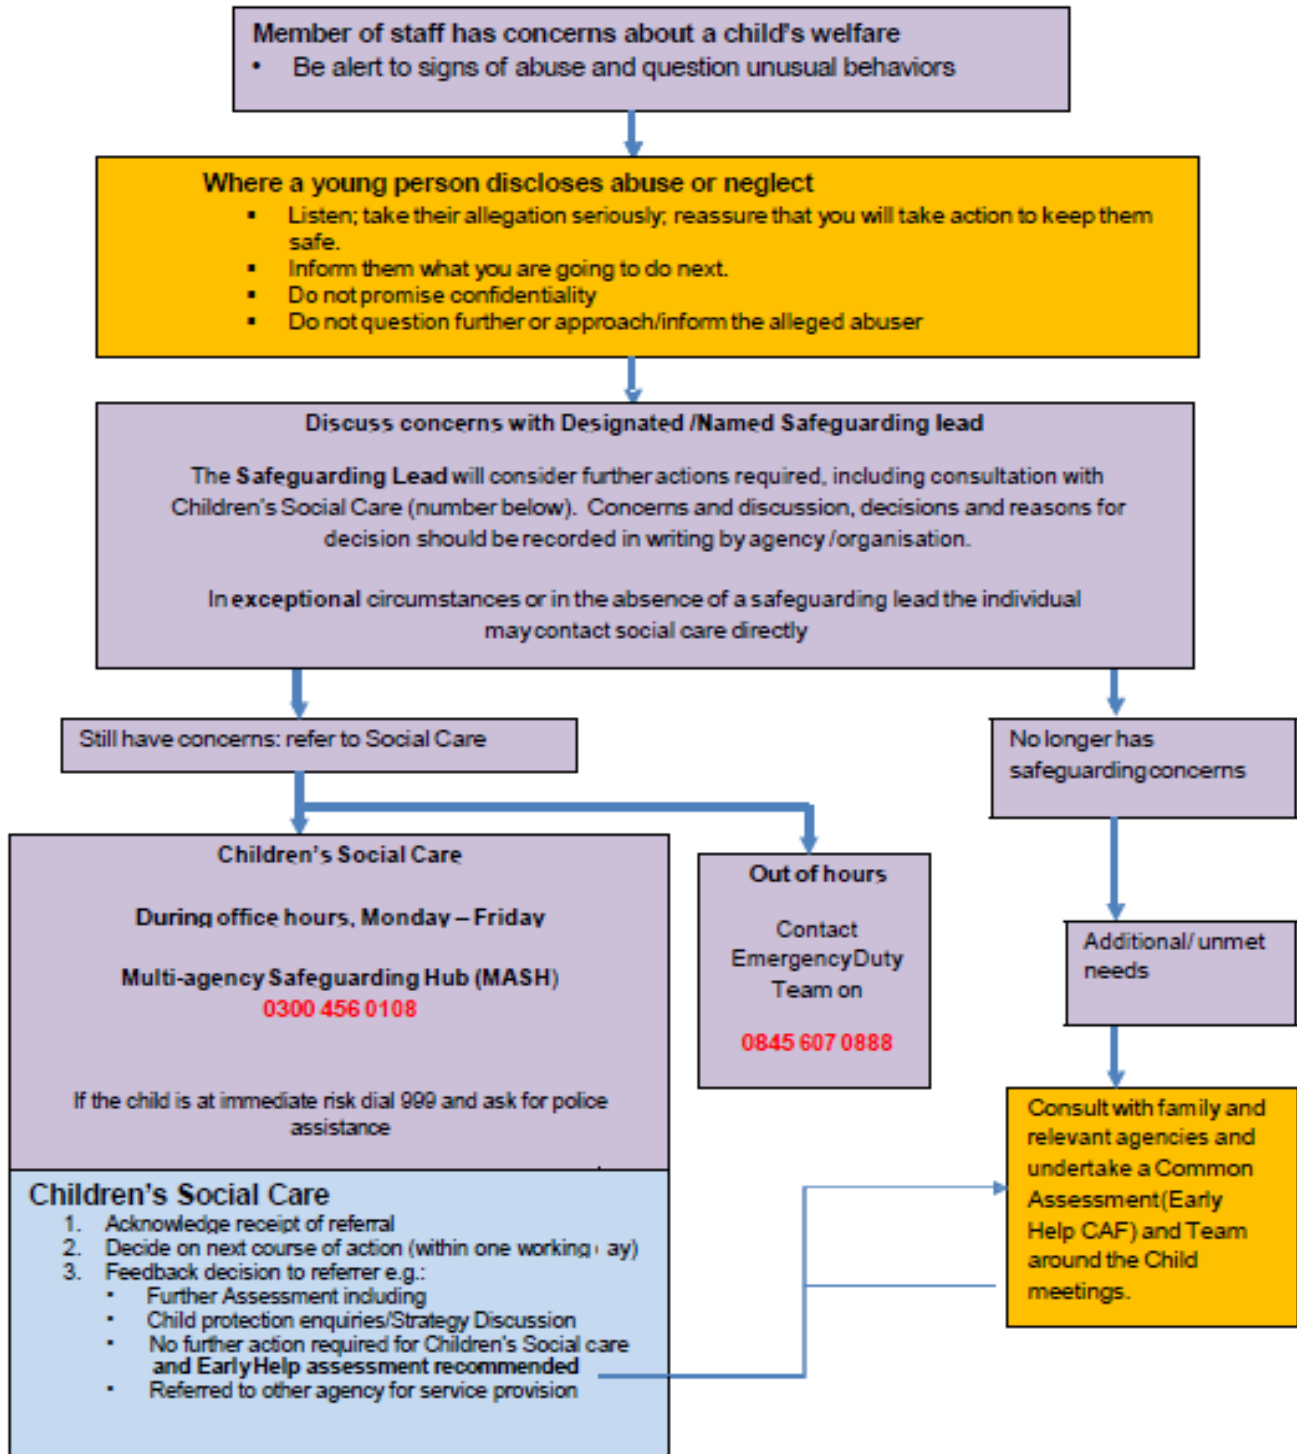 Member of staff has concerns about a child's welfare
• Be alert to signs of abuse and question unusual behaviors
Where a young person discloses abuse or neglect
▪ Listen; take their allegation seriously; reassure that you will take action to keep them
safe.
▪ Inform them what you are going to do next.
▪ Do not promise confidentiality
▪ Do not question further or approach/inform the alleged abuser
Discuss concerns with Designated /Named Safeguarding lead
The Safeguarding Lead will consider further actions required, including consultation with
Children's Social Care (number below). Concerns and discussion, decisions and reasons for
decision should be recorded in writing by agency /organisation.
In exceptional circumstances or in the absence of a safeguarding lead the individual
may contact social care directly
Still have concerns: refer to Social Care
No longer has
safeguarding concerns
Children's Social Care
During office hours, Monday – Friday
Multi-agency Safeguarding Hub (MASH)
0300 456 0108
If the child is at immediate risk dial 999 and ask for police
assistance
Out of hours
Contact
Emergency Duty
Team on
0845 607 0888
Additional/ unmet
needs
Consult with family and
relevant agencies and
undertake a Common
Assessment (Early
Help CAF) and Team
around the Child
meetings.
Children's Social Care
1. Acknowledge receipt of referral
2. Decide on next course of action (within one working ay)
3. Feedback decision to referrer e.g.:
▪ Further Assessment including
▪ Child protection enquiries/Strategy Discussion
▪ No further action required for Children's Social care
and Early Help assessment recommended
▪ Referred to other agency for service provision